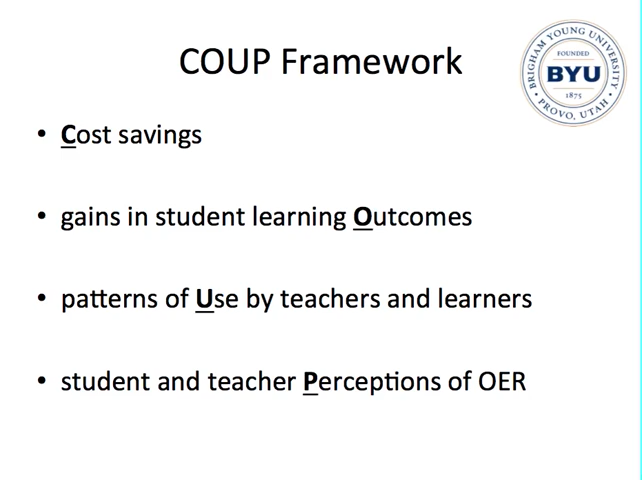 COUP Framework
BRIGHAM YOUNG UNIVERSITY
FOUNDED
BYU
1875
PROVO, UTAH
• Cost savings
• gains in student learning Outcomes
• patterns of Use by teachers and learners
• student and teacher Perceptions of OER